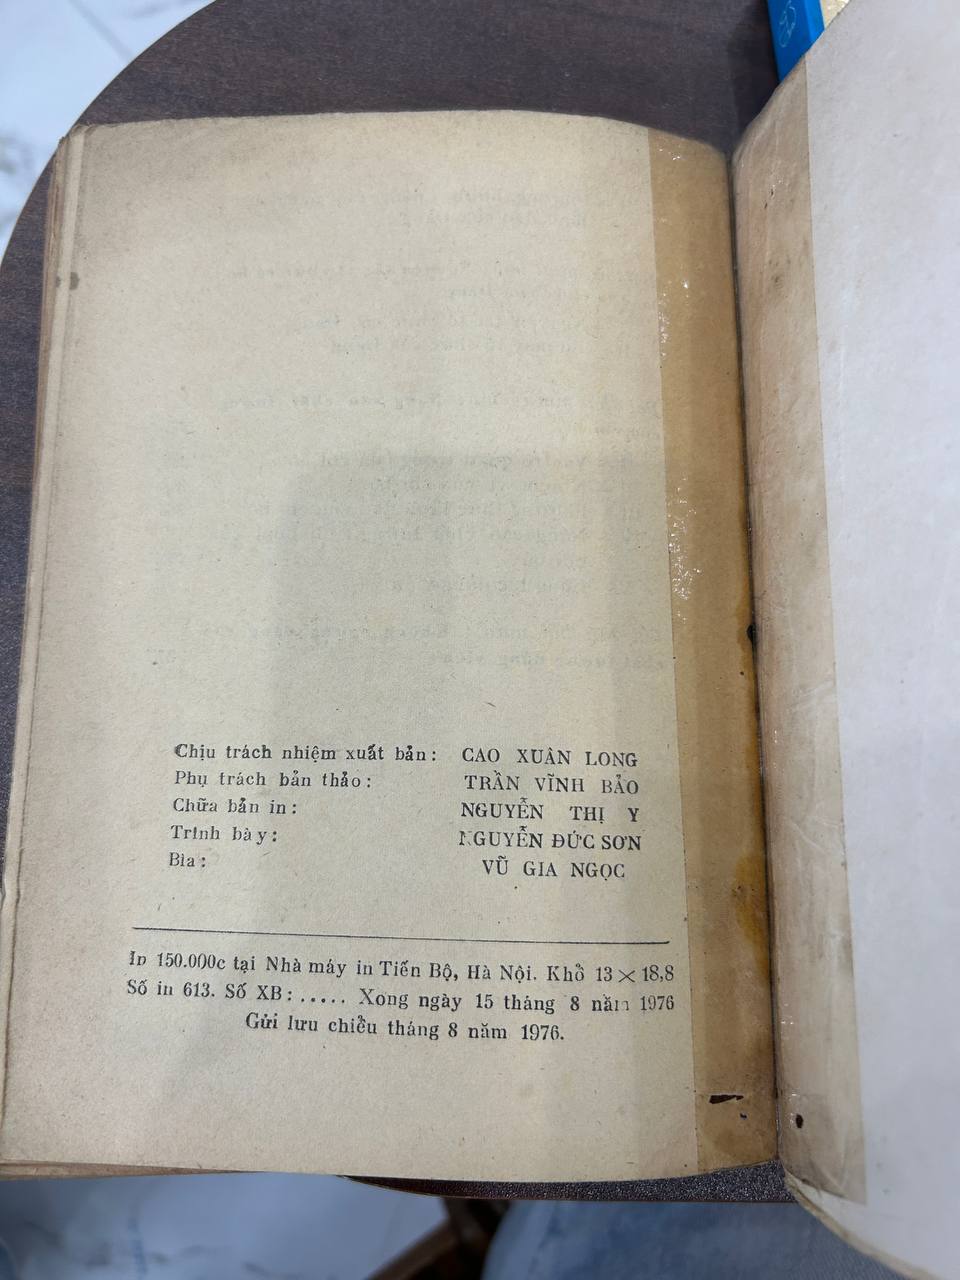 Chịu trách nhiệm xuất bản: CAO XUÂN LONG
Phụ trách bản thảo: TRẦN VĨNH BẢO
Chữa bản in: NGUYỄN THỊ Y
Trình bày: NGUYỄN ĐỨC SƠN
Bìa: VŨ GIA NGỌC
In 150.000c tại Nhà máy in Tiến Bộ, Hà Nội. Khổ 13 × 18,8
Số in 613. Số XB: ..... Xong ngày 15 tháng 8 năm 1976
Gửi lưu chiểu tháng 8 năm 1976.